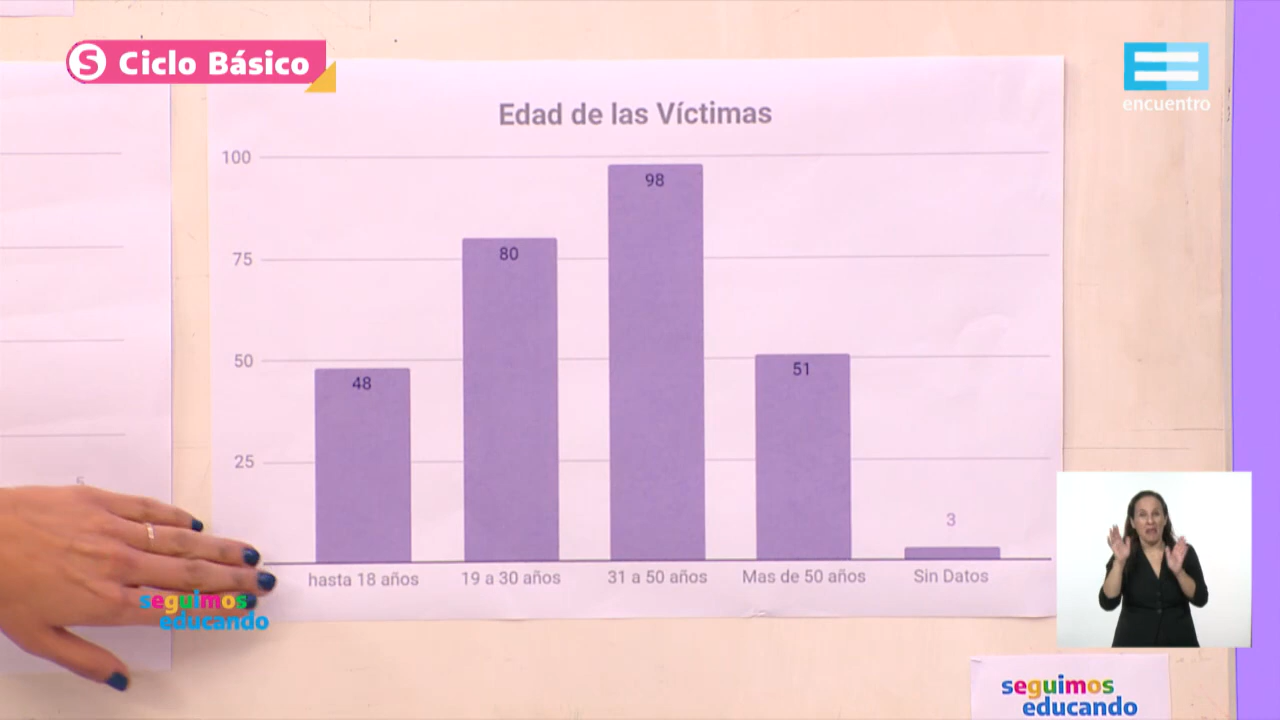 S Ciclo Básico
encuentro
Edad de las Víctimas
100
75
50
25
48
80
98
51
3
hasta 18 años
19 a 30 años
31 a 50 años
Mas de 50 años
Sin Datos
5
seguimos
educando
seguimos
educando